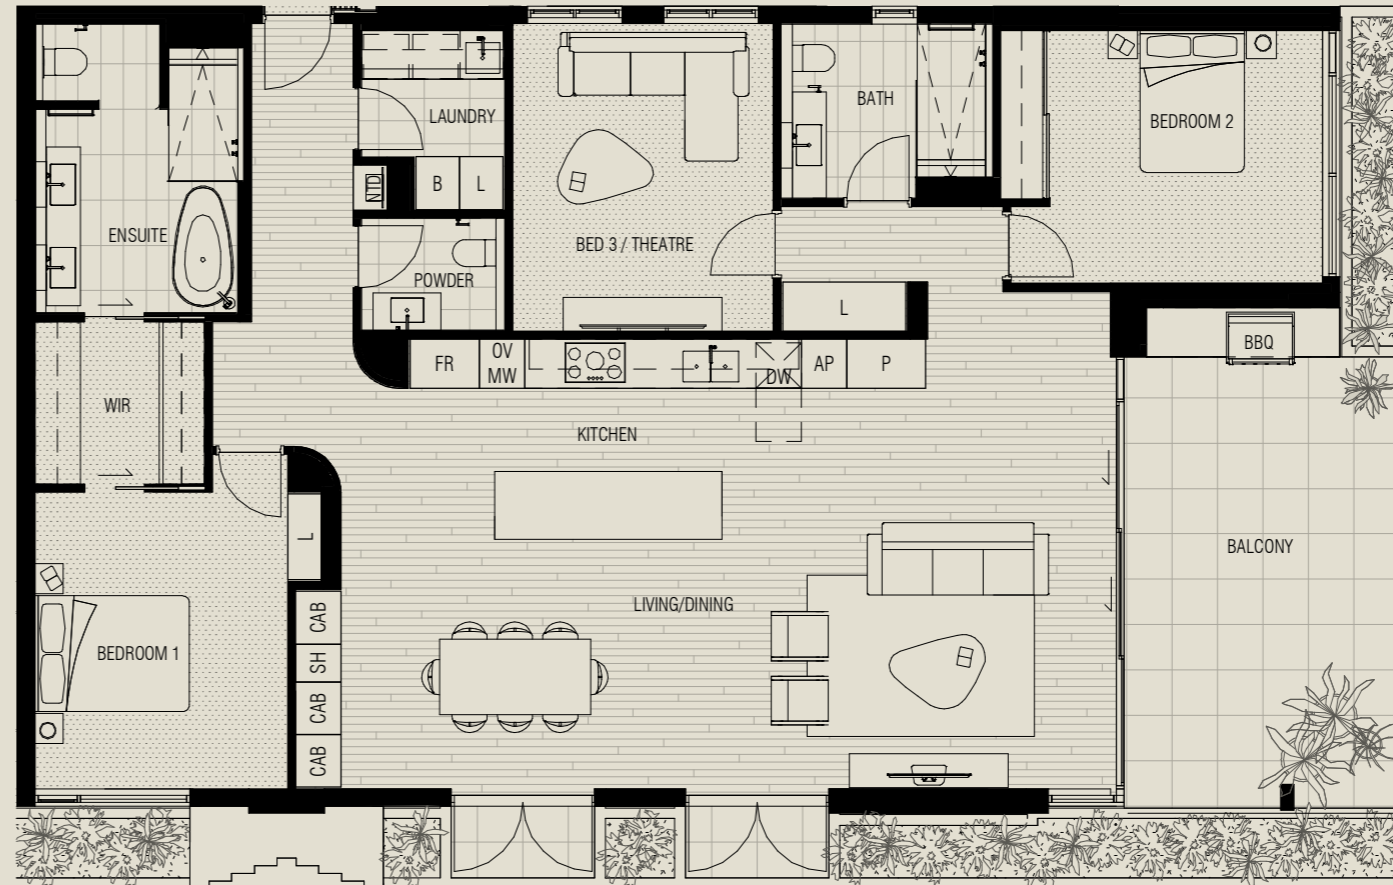 LAUNDRY
BATH
BEDROOM 2
NTD
B
L
ENSUITE
BED 3 / THEATRE
POWDER
L
BBQ
FR
OV
MW
DW
AP
P
WIR
KITCHEN
L
BALCONY
LIVING/DINING
CAB
BEDROOM 1
SH
CAB
CAB